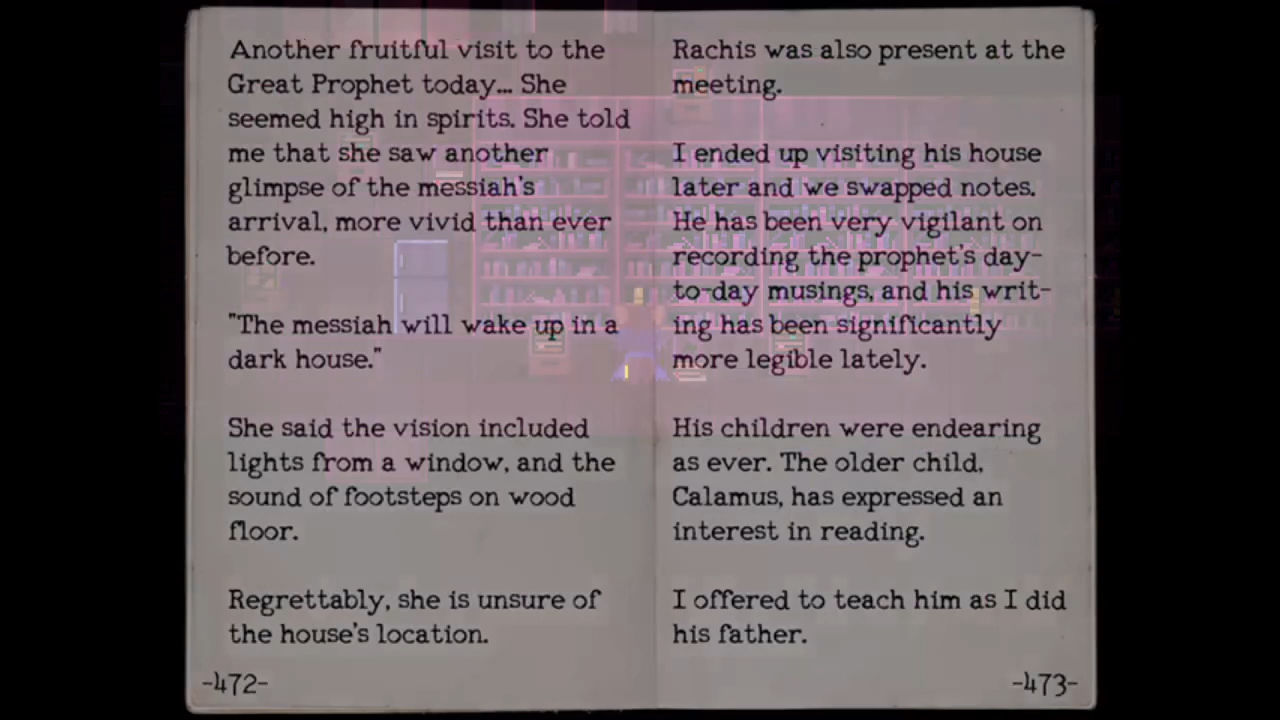 Another fruitful visit to the
Great Prophet today... She
seemed high in spirits. She told
me that she saw another
glimpse of the messiah's
arrival, more vivid than ever
before.
"The messiah will wake up in a
dark house."
She said the vision included
lights from a window, and the
sound of footsteps on wood
floor.
Regrettably, she is unsure of
the house's location.
-472-
Rachis was also present at the
meeting.
I ended up visiting his house
later and we swapped notes.
He has been very vigilant on
recording the prophet's day-
to-day musings, and his writ-
ing has been significantly
more legible lately.
His children were endearing
as ever. The older child,
Calamus, has expressed an
interest in reading.
I offered to teach him as I did
his father.
-473-